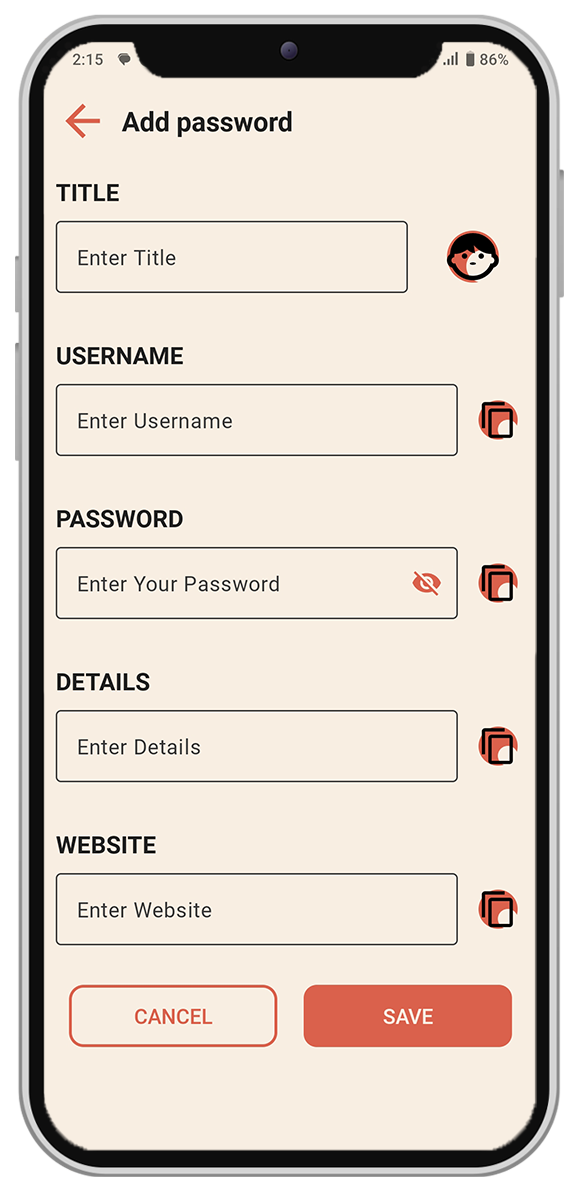 2:15
86%
Add password
TITLE
Enter Title
USERNAME
Enter Username
PASSWORD
Enter Your Password
DETAILS
Enter Details
WEBSITE
Enter Website
CANCEL SAVE